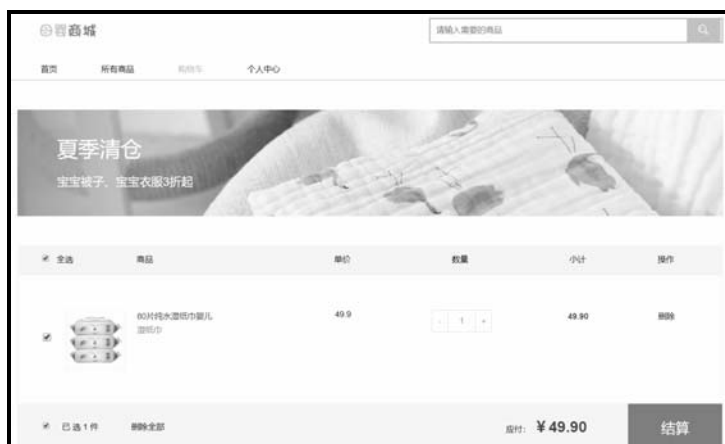 商城
请输入需要的商品
首页 所有商品 购物车 个人中心
夏季清仓
宝宝被子、宝宝衣服3折起
全选 商品 单价 数量 小计 操作
80片纯水湿纸巾婴儿 49.9 - 1 + 49.90 删除
湿纸巾
已选1件 删除全部 应付: ¥49.90 结算